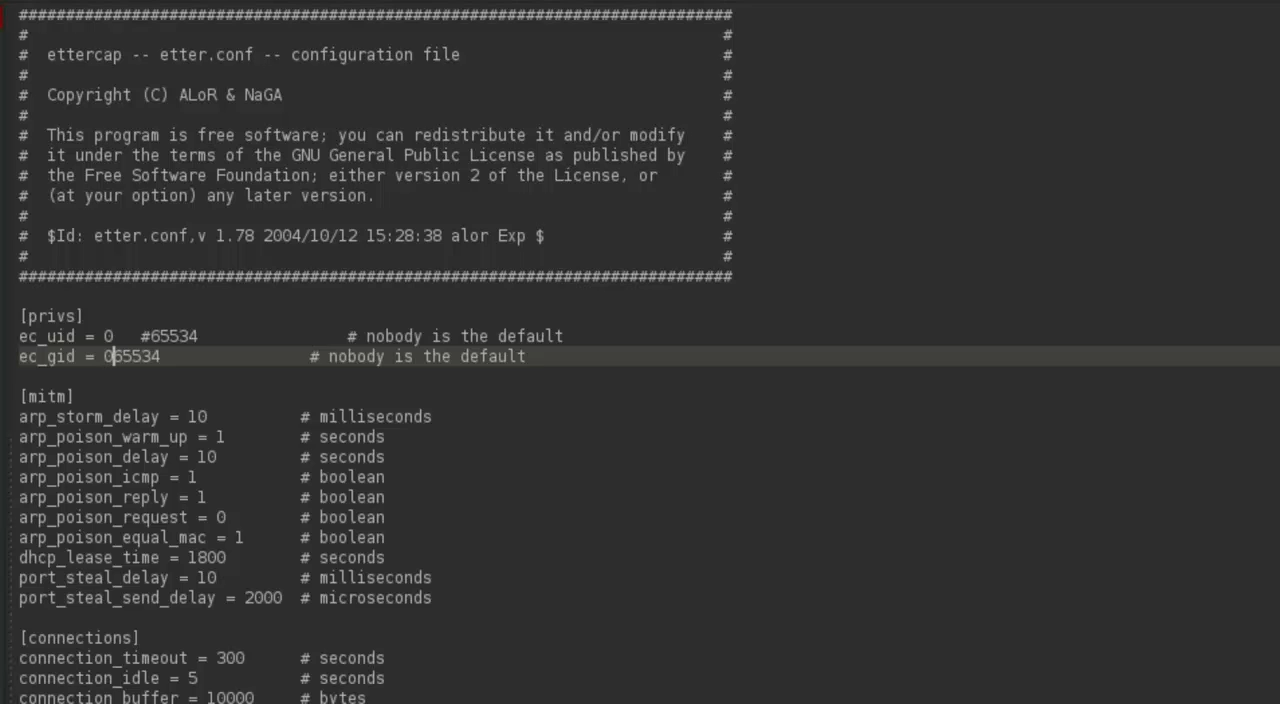 ############################################################################
#                                                                          #
#  ettercap -- etter.conf -- configuration file                            #
#                                                                          #
#  Copyright (C) ALoR & NaGA                                               #
#                                                                          #
#  This program is free software; you can redistribute it and/or modify    #
#  it under the terms of the GNU General Public License as published by    #
#  the Free Software Foundation; either version 2 of the License, or       #
#  (at your option) any later version.                                     #
#                                                                          #
#  $Id: etter.conf,v 1.78 2004/10/12 15:28:38 alor Exp $                   #
#                                                                          #
############################################################################
[privs]
ec_uid = 0   #65534                # nobody is the default
ec_gid = 065534                # nobody is the default
[mitm]
arp_storm_delay = 10          # milliseconds
arp_poison_warm_up = 1        # seconds
arp_poison_delay = 10         # seconds
arp_poison_icmp = 1           # boolean
arp_poison_reply = 1          # boolean
arp_poison_request = 0        # boolean
arp_poison_equal_mac = 1      # boolean
dhcp_lease_time = 1800        # seconds
port_steal_delay = 10         # milliseconds
port_steal_send_delay = 2000  # microseconds
[connections]
connection_timeout = 300      # seconds
connection_idle = 5           # seconds
connection_buffer = 10000     # bytes